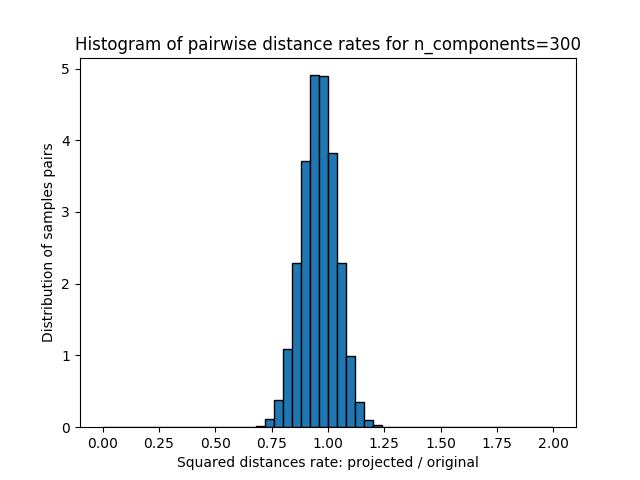 Histogram of pairwise distance rates for n_components=300
Distribution of samples pairs
5
4
3
2
1
0
0.00 0.25 0.50 0.75 1.00 1.25 1.50 1.75 2.00
Squared distances rate: projected / original